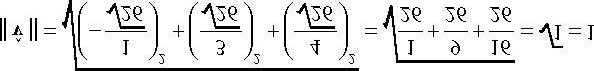 ‖v̂‖ = √((−1/√26)² + (3/√26)² + (4/√26)²) = √(1/26 + 9/26 + 16/26) = √1 = 1